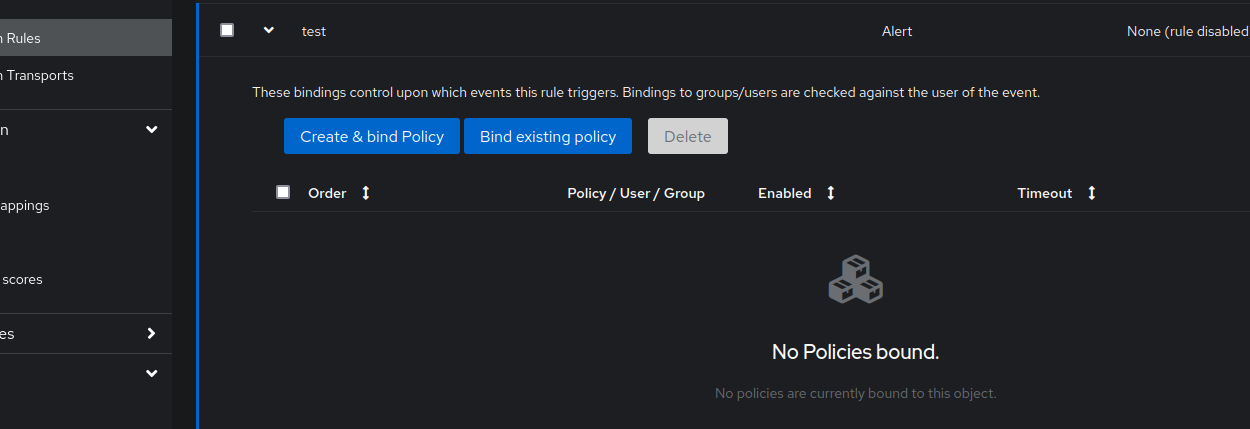 test Alert None (rule disabled
n Rules
n Transports
These bindings control upon which events this rule triggers. Bindings to groups/users are checked against the user of the event.
n
Create & bind Policy Bind existing policy Delete
Order Policy / User / Group Enabled Timeout
appings
scores
es
No Policies bound.
No policies are currently bound to this object.